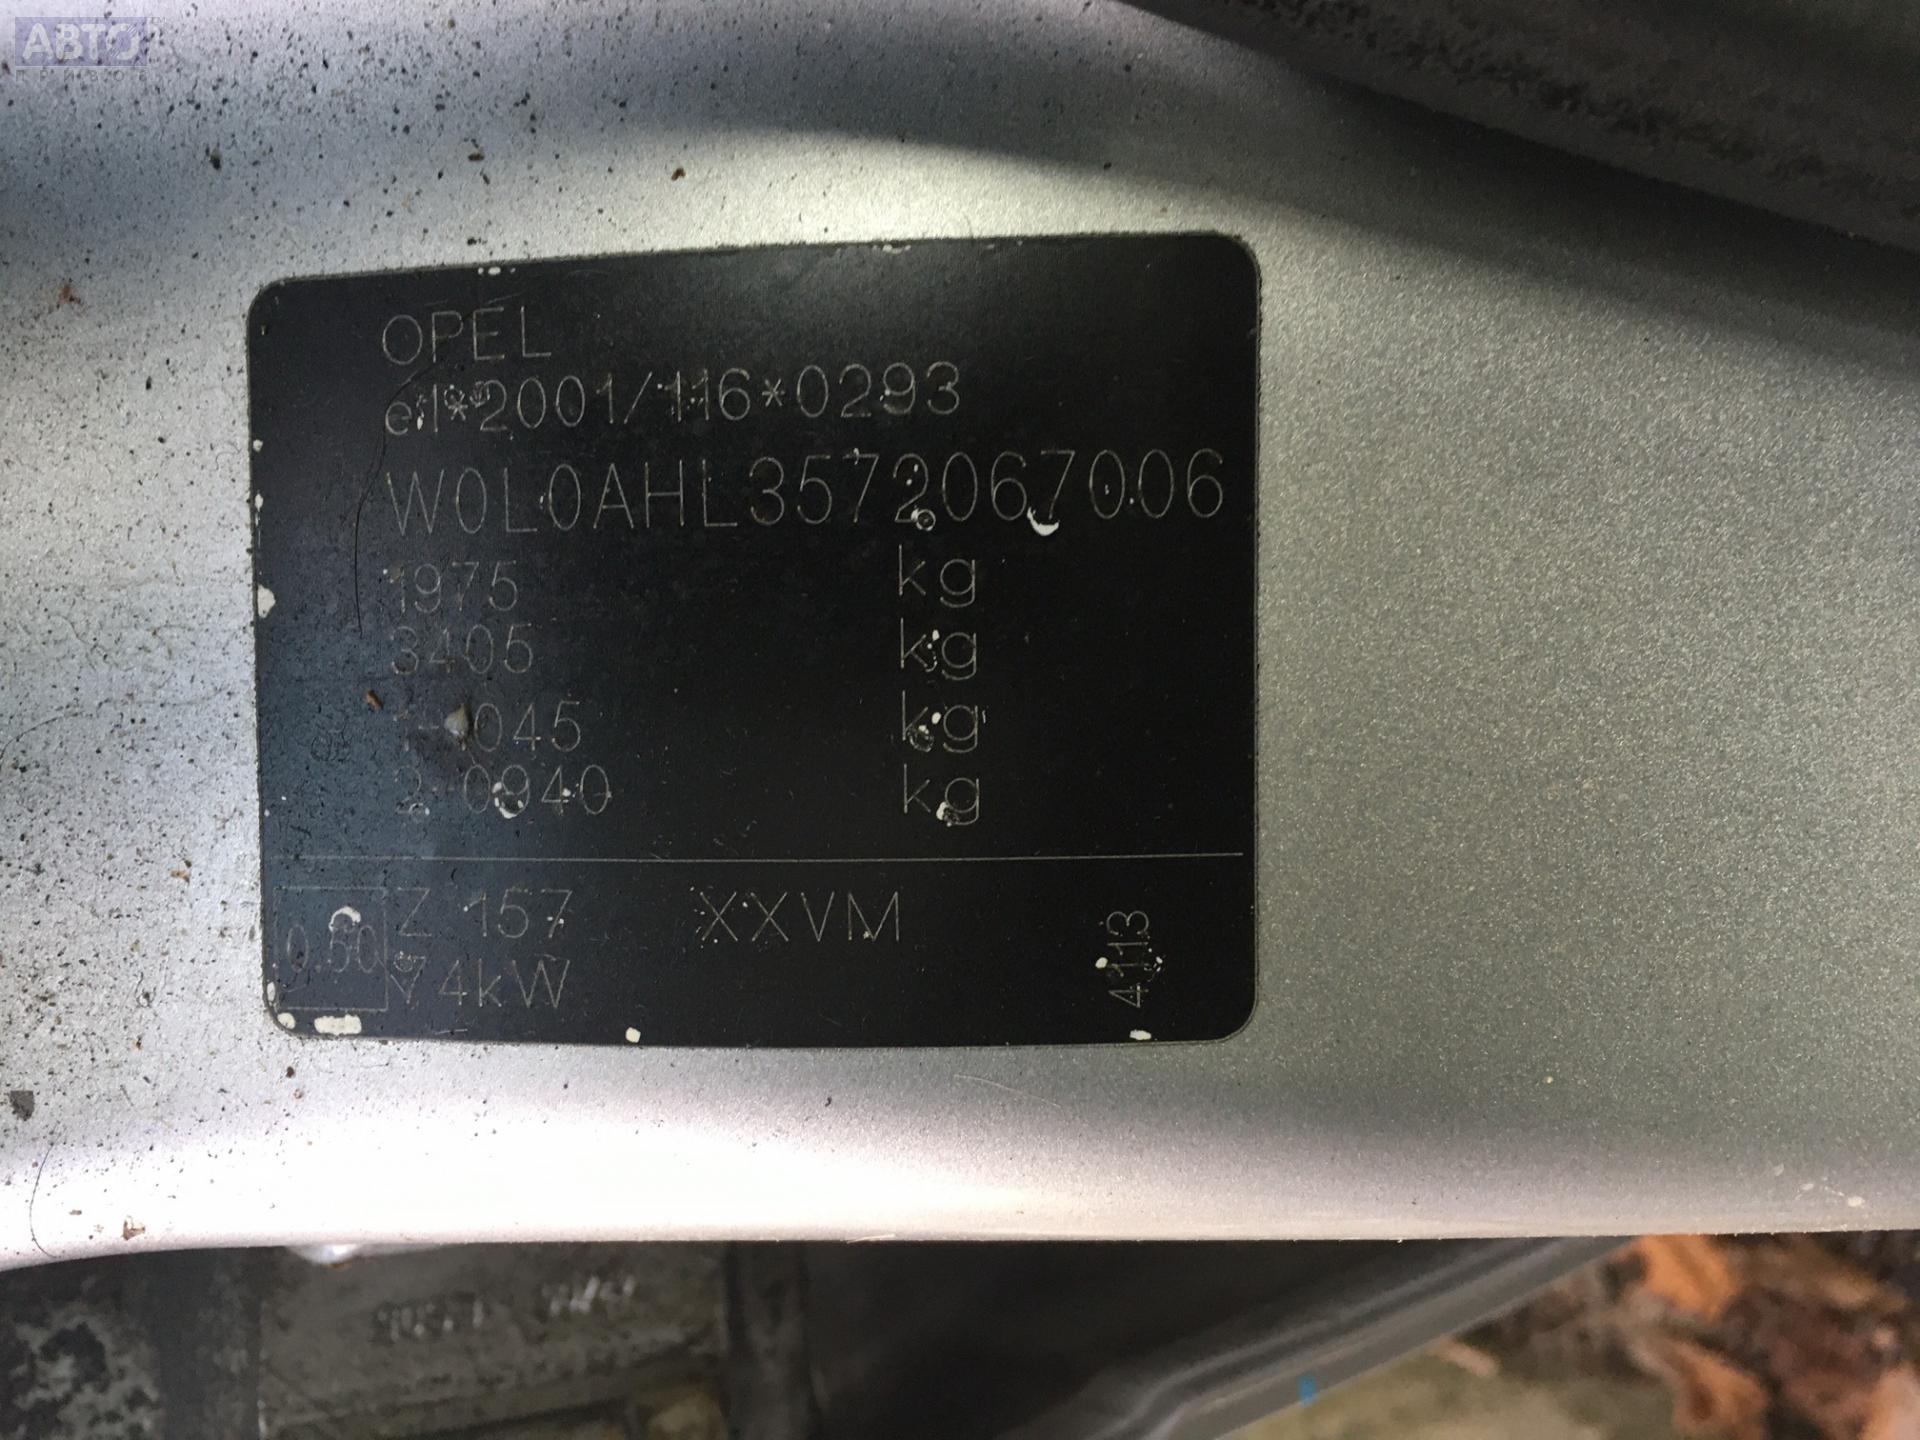 АВТО
ПРИВОЗ
OPEL
e1*2001/116*0293
W0L0AHL3572067006
1975 kg
3405 kg
1-1045 kg
2-0940 kg
0.50 Z 157 XXVM
74kW
4113